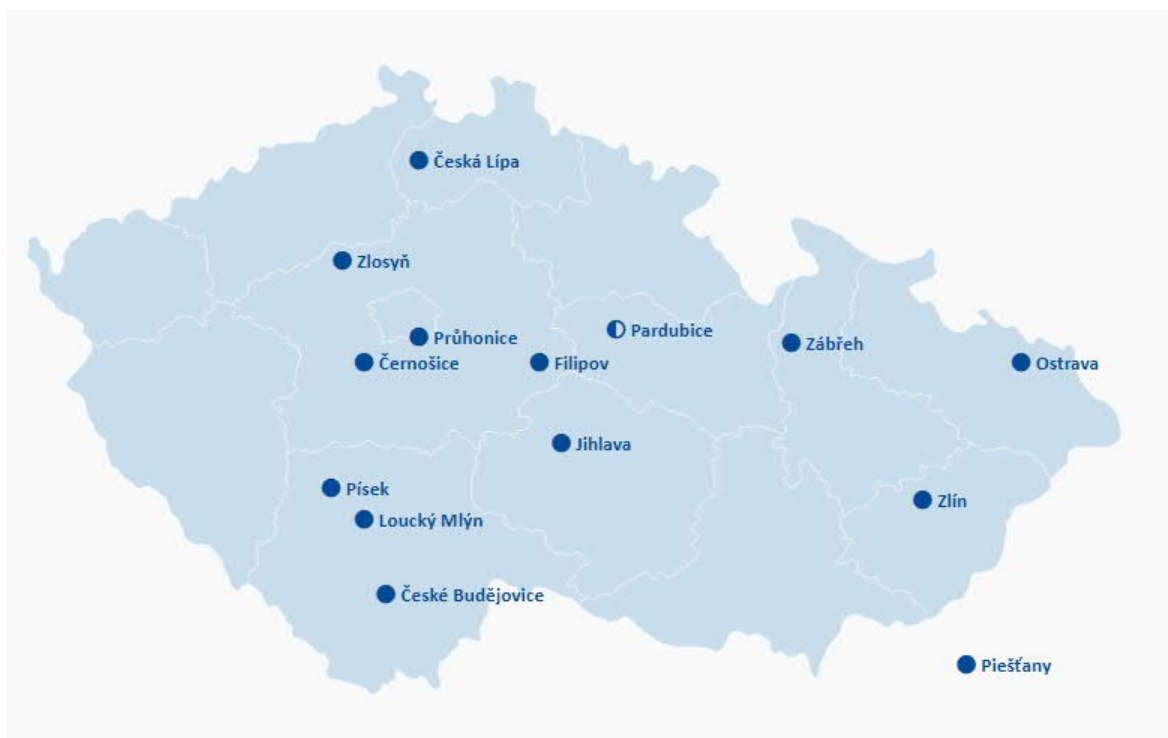 Česká Lípa
Zlosyň
Pardubice
Průhonice
Zábřeh
Černošice
Filipov
Ostrava
Jihlava
Písek
Zlín
Loucký Mlýn
České Budějovice
Piešťany